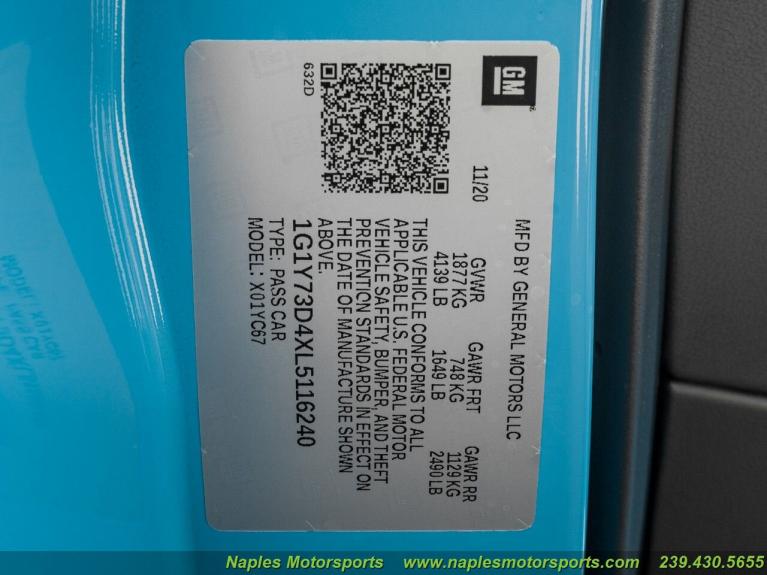 GM
MFD BY GENERAL MOTORS LLC
11/20
GVWR GAWR FRT GAWR RR
1877 KG 748 KG 1129 KG
4139 LB 1649 LB 2490 LB
THIS VEHICLE CONFORMS TO ALL
APPLICABLE U.S. FEDERAL MOTOR
VEHICLE SAFETY, BUMPER, AND THEFT
PREVENTION STANDARDS IN EFFECT ON
THE DATE OF MANUFACTURE SHOWN
ABOVE.
632D
1G1Y73D4XL5116240
TYPE: PASS CAR
MODEL: X01YC67
Naples Motorsports www.naplesmotorsports.com 239.430.5655